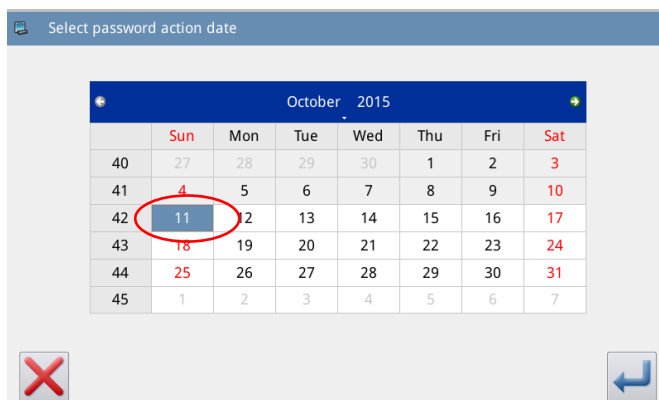 Select password action date
October 2015
Sun Mon Tue Wed Thu Fri Sat
40 27 28 29 30 1 2 3
41 4 5 6 7 8 9 10
42 11 12 13 14 15 16 17
43 18 19 20 21 22 23 24
44 25 26 27 28 29 30 31
45 1 2 3 4 5 6 7